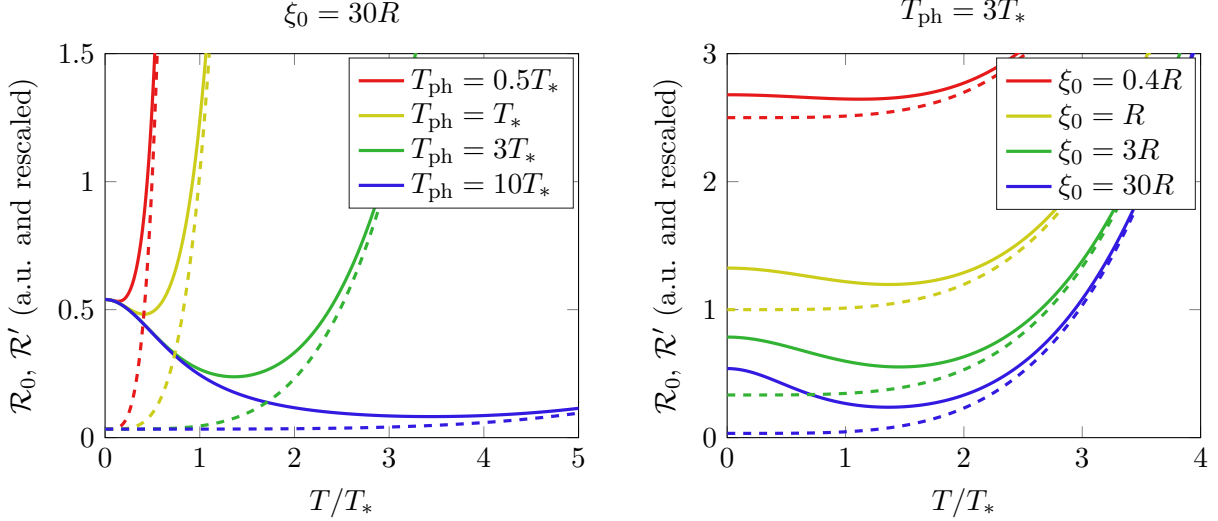 ξ₀ = 30R
R₀, R′ (a.u. and rescaled)
1.5
1
0.5
0
T_ph = 0.5T_*
T_ph = T_*
T_ph = 3T_*
T_ph = 10T_*
0 1 2 3 4 5
T/T_*
T_ph = 3T_*
R₀, R′ (a.u. and rescaled)
3
2
1
0
ξ₀ = 0.4R
ξ₀ = R
ξ₀ = 3R
ξ₀ = 30R
0 1 2 3 4
T/T_*